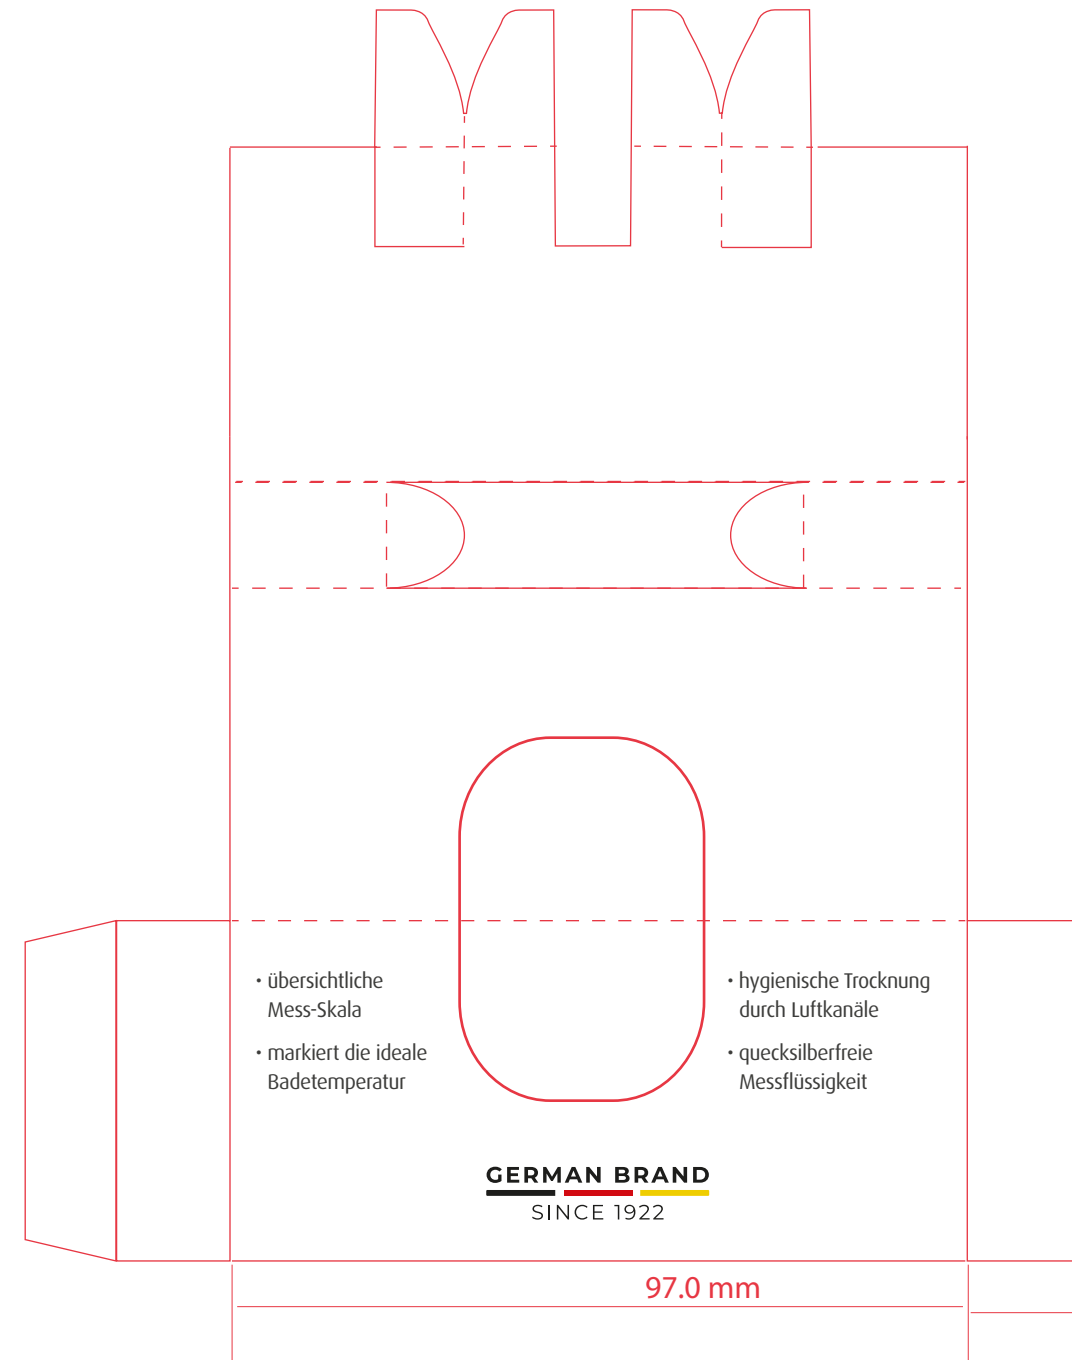 • übersichtliche
Mess-Skala
• markiert die ideale
Badetemperatur
• hygienische Trocknung
durch Luftkanäle
• quecksilberfreie
Messflüssigkeit
GERMAN BRAND
SINCE 1922
97.0 mm